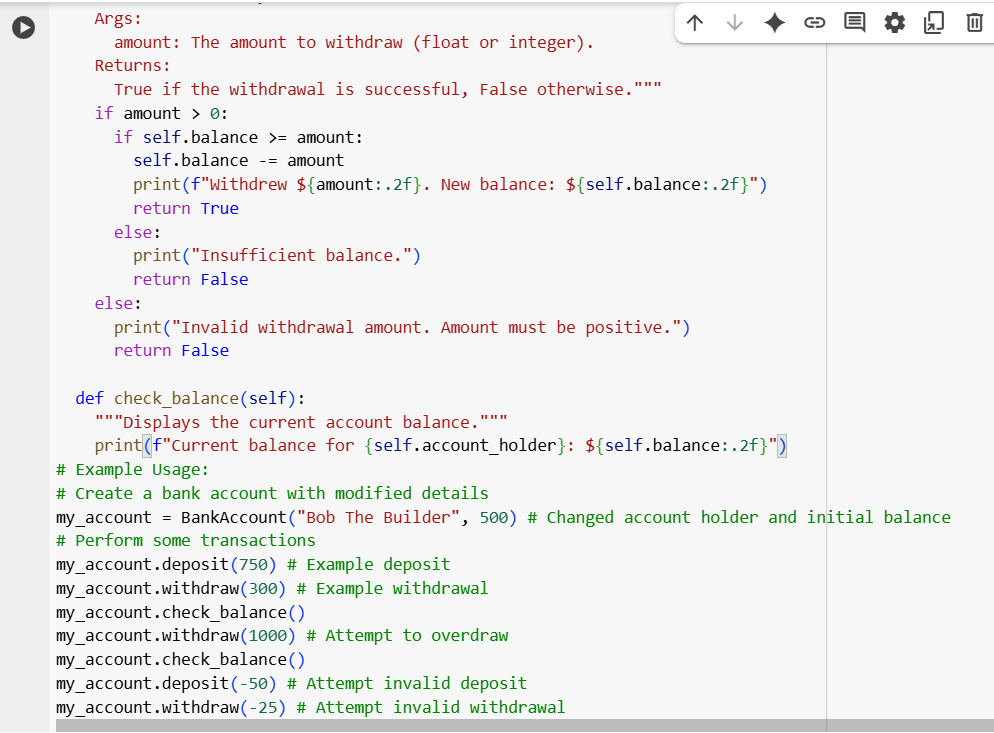 Args:
      amount: The amount to withdraw (float or integer).
    Returns:
      True if the withdrawal is successful, False otherwise."""
    if amount > 0:
      if self.balance >= amount:
        self.balance -= amount
        print(f"Withdrew ${amount:.2f}. New balance: ${self.balance:.2f}")
        return True
      else:
        print("Insufficient balance.")
        return False
    else:
      print("Invalid withdrawal amount. Amount must be positive.")
      return False

  def check_balance(self):
    """Displays the current account balance."""
    print(f"Current balance for {self.account_holder}: ${self.balance:.2f}")
# Example Usage:
# Create a bank account with modified details
my_account = BankAccount("Bob The Builder", 500) # Changed account holder and initial balance
# Perform some transactions
my_account.deposit(750) # Example deposit
my_account.withdraw(300) # Example withdrawal
my_account.check_balance()
my_account.withdraw(1000) # Attempt to overdraw
my_account.check_balance()
my_account.deposit(-50) # Attempt invalid deposit
my_account.withdraw(-25) # Attempt invalid withdrawal